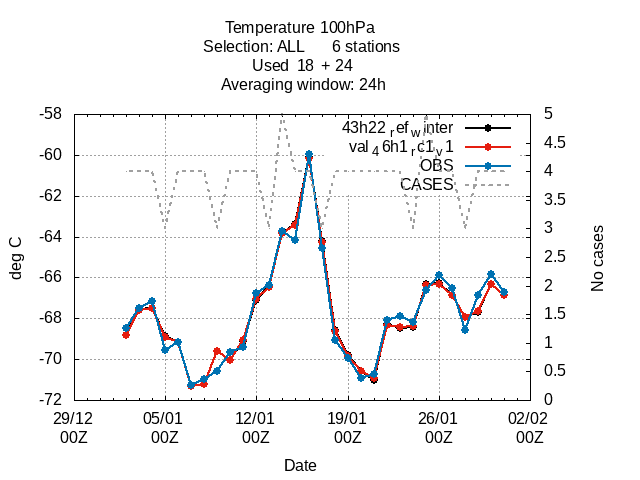 Temperature 100hPa
Selection: ALL 6 stations
Used 18 + 24
Averaging window: 24h
43h22refwinter
val46h1rc1v1
OBS
CASES
deg C
-58
-60
-62
-64
-66
-68
-70
-72
No cases
5
4.5
4
3.5
3
2.5
2
1.5
1
0.5
0
29/12 05/01 12/01 19/01 26/01 02/02
00Z 00Z 00Z 00Z 00Z 00Z
Date